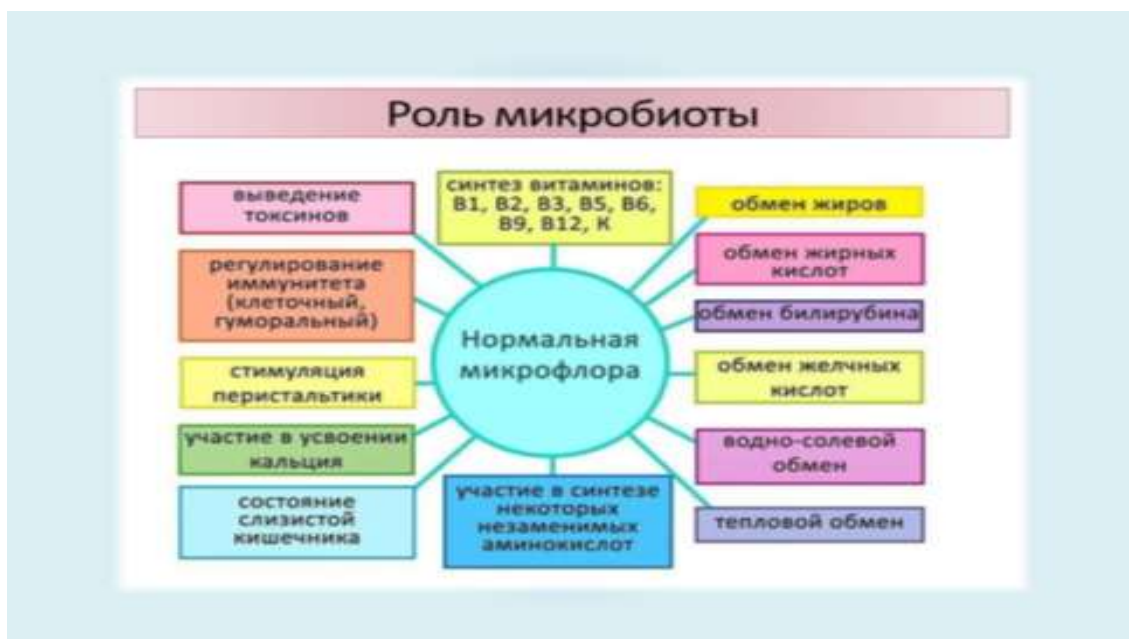 Роль микробиоты
выведение
токсинов
регулирование
иммунитета
(клеточный,
гуморальный)
стимуляция
перистальтики
участие в усвоении
кальция
состояние
слизистой
кишечника
синтез витаминов:
В1, В2, В3, В5, В6,
В9, В12, К
Нормальная
микрофлора
участие в синтезе
некоторых
незаменимых
аминокислот
обмен жиров
обмен жирных
кислот
обмен билирубина
обмен желчных
кислот
водно-солевой
обмен
тепловой обмен